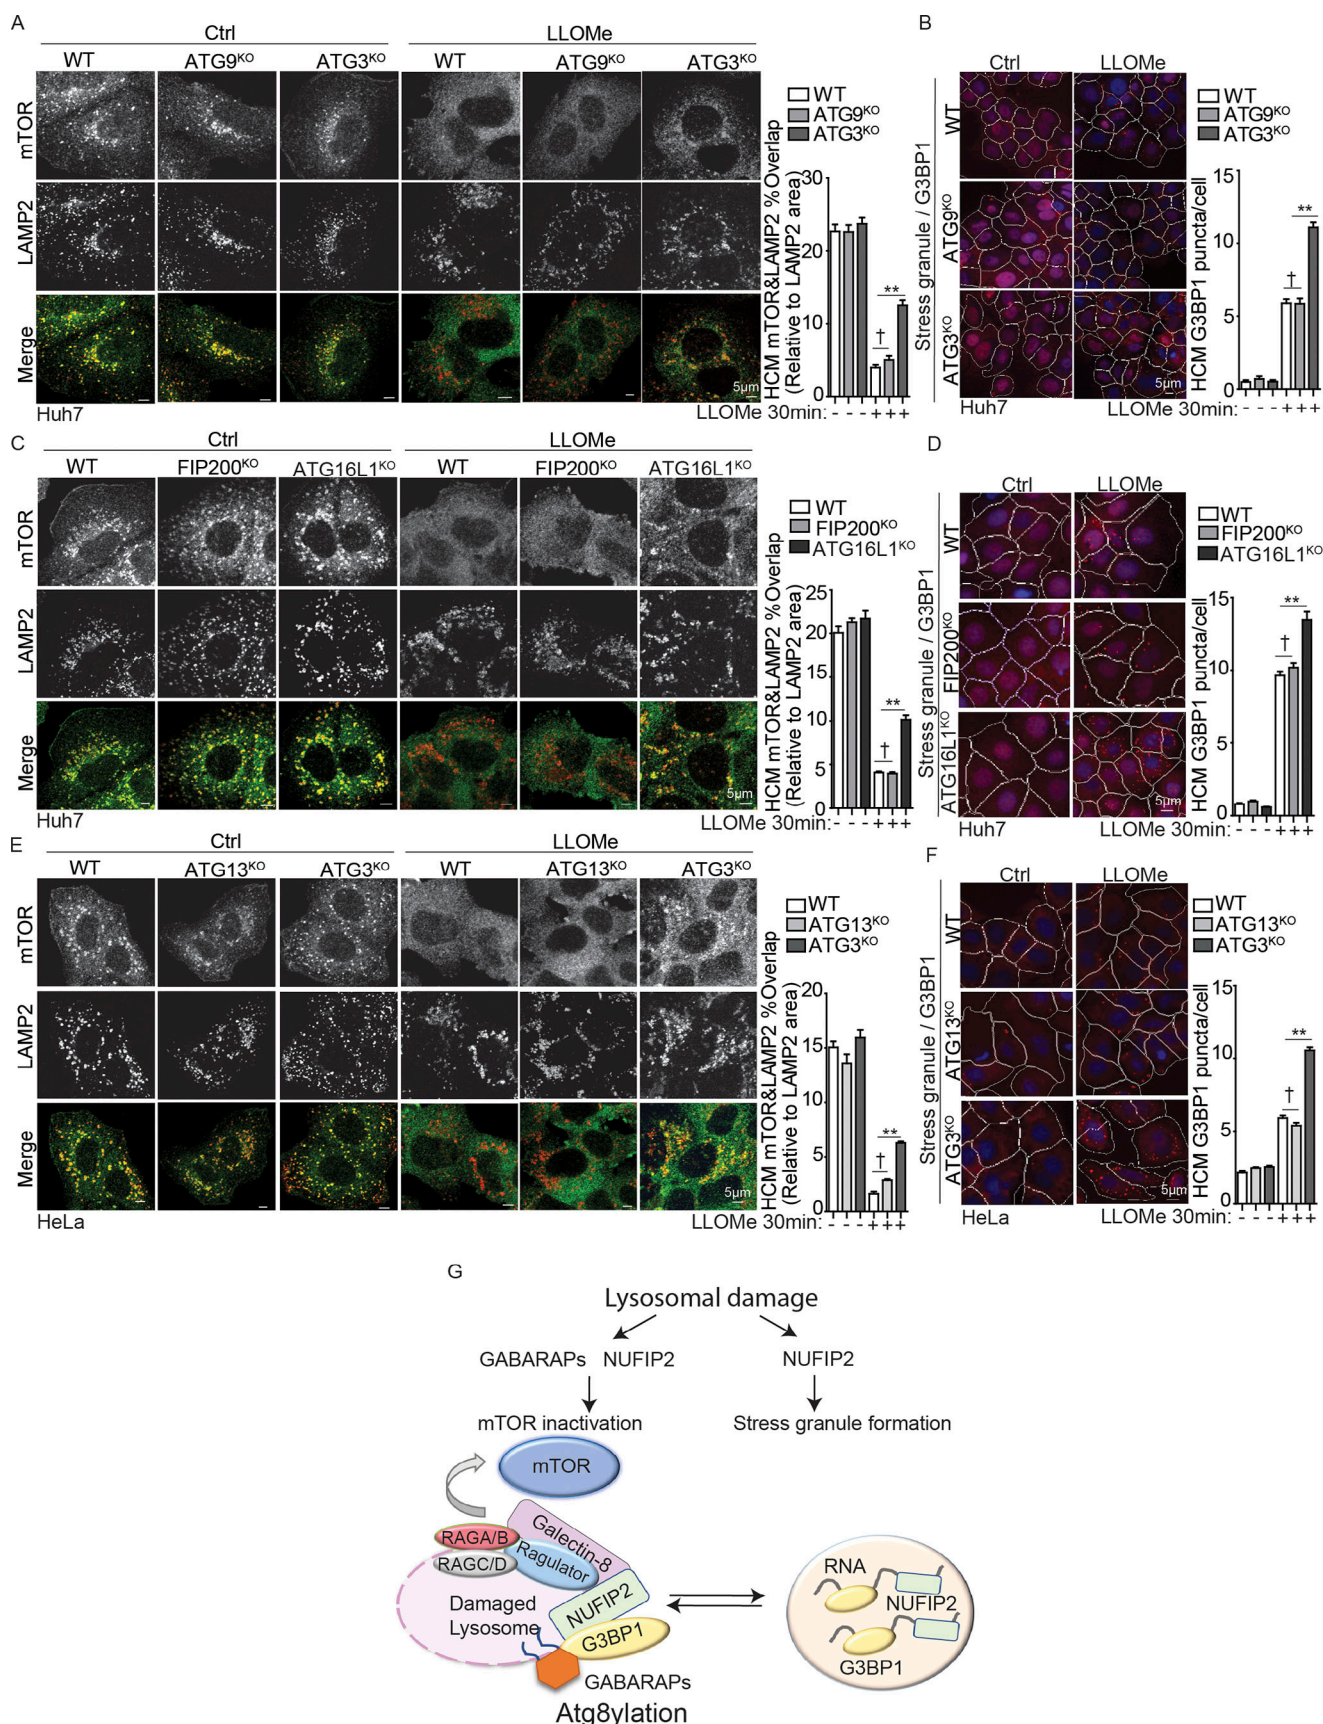 A
Ctrl
LLOMe
WT
ATG9KO
ATG3KO
WT
ATG9KO
ATG3KO
mTOR
LAMP2
Merge
5µm
Huh7
WT
ATG9KO
ATG3KO
HCM mTOR&LAMP2 %Overlap
(Relative to LAMP2 area)
30
20
10
0
†
**
LLOMe 30min: - - - + + +
B
Ctrl
LLOMe
Stress granule / G3BP1
WT
ATG9KO
ATG3KO
5µm
Huh7
WT
ATG9KO
ATG3KO
HCM G3BP1 puncta/cell
15
10
5
0
†
**
LLOMe 30min: - - - + + +
C
Ctrl
LLOMe
WT
FIP200KO
ATG16L1KO
WT
FIP200KO
ATG16L1KO
mTOR
LAMP2
Merge
5µm
Huh7
WT
FIP200KO
ATG16L1KO
HCM mTOR&LAMP2 %Overlap
(Relative to LAMP2 area)
25
20
15
10
5
0
†
**
LLOMe 30min: - - - + + +
D
Ctrl
LLOMe
Stress granule / G3BP1
WT
FIP200KO
ATG16L1KO
5µm
Huh7
WT
FIP200KO
ATG16L1KO
HCM G3BP1 puncta/cell
15
10
5
0
†
**
LLOMe 30min: - - - + + +
E
Ctrl
LLOMe
WT
ATG13KO
ATG3KO
WT
ATG13KO
ATG3KO
mTOR
LAMP2
Merge
5µm
HeLa
WT
ATG13KO
ATG3KO
HCM mTOR&LAMP2 %Overlap
(Relative to LAMP2 area)
20
15
10
5
0
†
**
LLOMe 30min: - - - + + +
F
Ctrl
LLOMe
Stress granule / G3BP1
WT
ATG13KO
ATG3KO
5µm
HeLa
WT
ATG13KO
ATG3KO
HCM G3BP1 puncta/cell
15
10
5
0
†
**
LLOMe 30min: - - - + + +
G
Lysosomal damage
GABARAPs NUFIP2
NUFIP2
mTOR inactivation
Stress granule formation
mTOR
RAGA/B
RAGC/D
Galectin-8
Ragulator
Damaged
Lysosome
NUFIP2
G3BP1
GABARAPs
Atg8ylation
RNA
NUFIP2
G3BP1